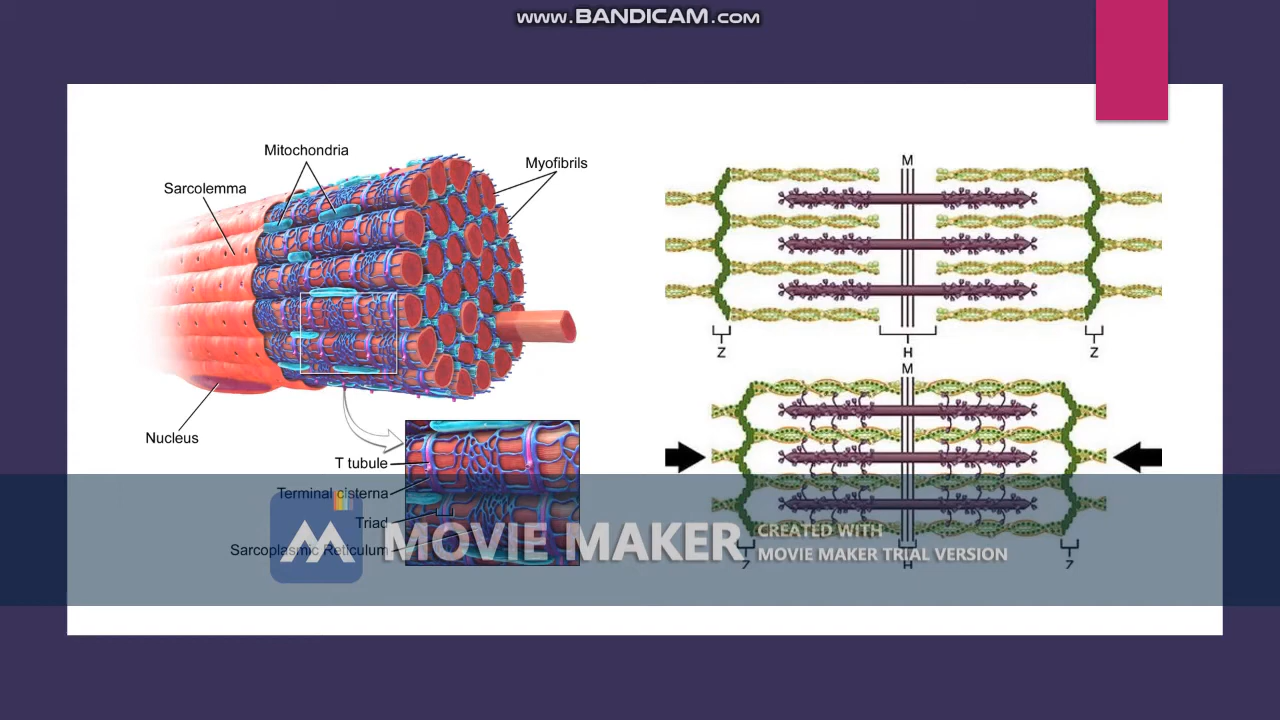 www.BANDICAM.com
Mitochondria
Myofibrils
Sarcolemma
Nucleus
T tubule
Terminal cisterna
Triad
Sarcoplasmic Reticulum
M
Z
H
Z
M
Z
H
Z
MOVIE MAKER
CREATED WITH
MOVIE MAKER TRIAL VERSION